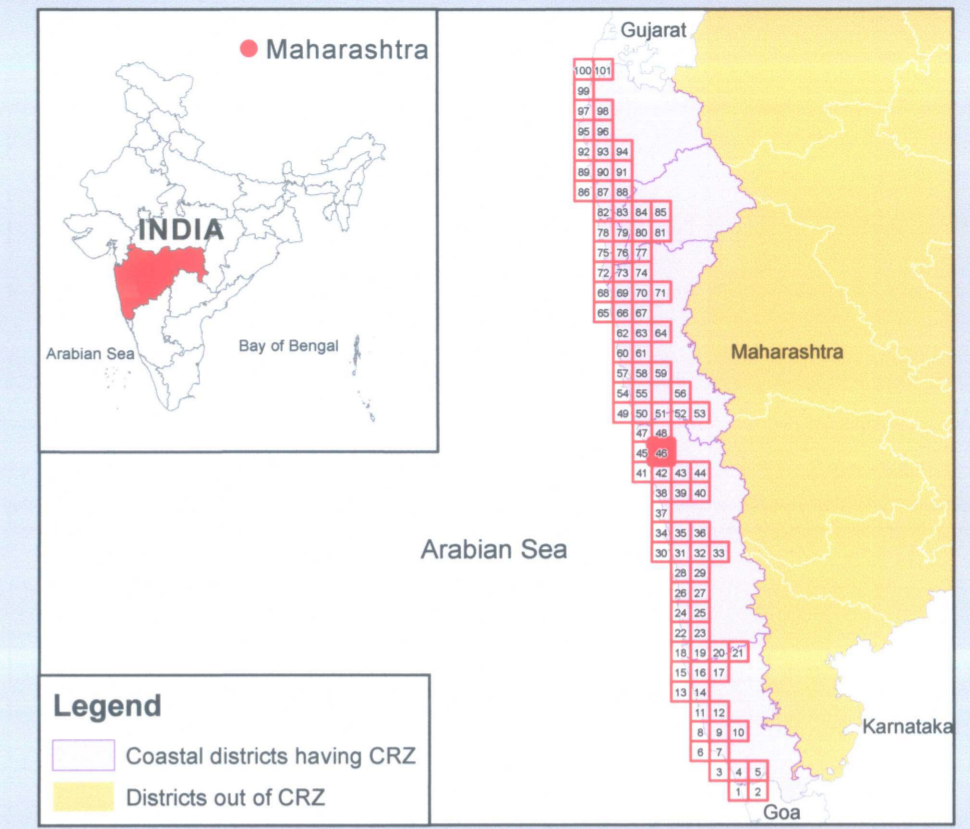 Maharashtra
INDIA
Arabian Sea
Bay of Bengal
Gujarat
100 101
99
97 98
95 96
92 93 94
89 90 91
86 87 88
82 83 84 85
78 79 80 81
75 76 77
72 73 74
68 69 70 71
65 66 67
62 63 64
60 61
Maharashtra
57 58 59
54 55 56
49 50 51 52 53
47 48
45 46
41 42 43 44
38 39 40
37
34 35 36
30 31 32 33
Arabian Sea
28 29
26 27
24 25
22 23
18 19 20 21
15 16 17
13 14
11 12
8 9 10
Karnataka
6 7
3 4 5
1 2
Goa
Legend
Coastal districts having CRZ
Districts out of CRZ